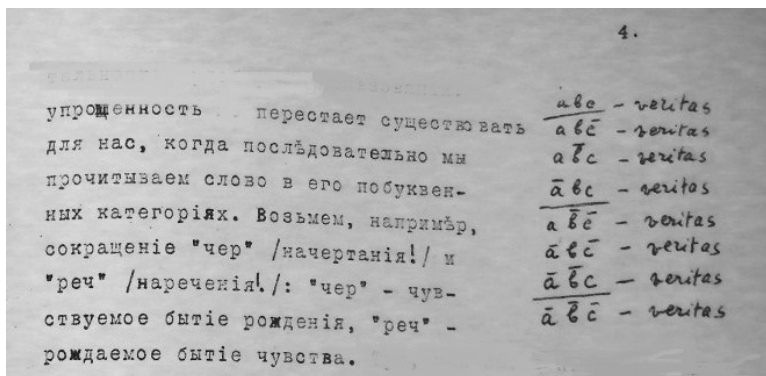 4.
упрощенность перестает существовать
для нас, когда послѣдовательно мы
прочитываем слово в его побуквен-
ных категоріях. Возьмем, напримѣр,
сокращеніе "чер" /начертанія!/ и
"реч" /нареченія!/: "чер" - чув-
ствуемое бытіе рожденія, "реч" -
рождаемое бытіе чувства.
abc - veritas
abc̄ - veritas
ab̄c - veritas
ābc - veritas
ab̄c̄ - veritas
ābc̄ - veritas
āb̄c - veritas
āb̄c̄ - veritas